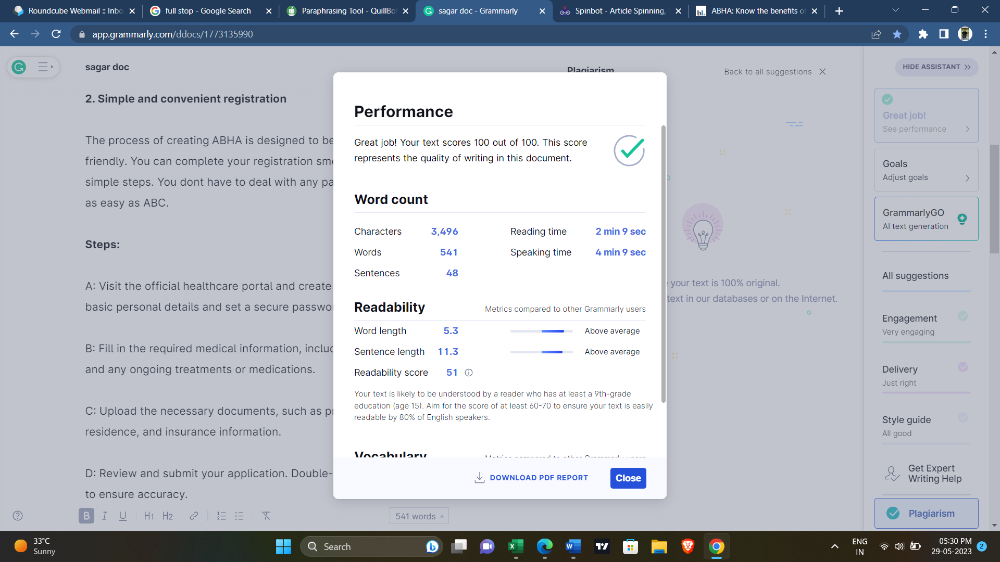 Roundcube Webmail :: Inbo
full stop - Google Search
Paraphrasing Tool - QuillBot
sagar doc - Grammarly
Spinbot - Article Spinning,
ABHA: Know the benefits of
app.grammarly.com/ddocs/1773135990
sagar doc
2. Simple and convenient registration
The process of creating ABHA is designed to be
friendly. You can complete your registration smo
simple steps. You dont have to deal with any pa
as easy as ABC.
Steps:
A: Visit the official healthcare portal and create
basic personal details and set a secure passwo
B: Fill in the required medical information, includ
and any ongoing treatments or medications.
C: Upload the necessary documents, such as pr
residence, and insurance information.
D: Review and submit your application. Double-
to ensure accuracy.
B I U H1 H2
541 words
Plagiarism
Back to all suggestions
your text is 100% original.
text in our databases or on the Internet.
Performance
Great job! Your text scores 100 out of 100. This score
represents the quality of writing in this document.
Word count
Characters 3,496 Reading time 2 min 9 sec
Words 541 Speaking time 4 min 9 sec
Sentences 48
Readability Metrics compared to other Grammarly users
Word length 5.3 Above average
Sentence length 11.3 Above average
Readability score 51
Your text is likely to be understood by a reader who has at least a 9th-grade
education (age 15). Aim for the score of at least 60-70 to ensure your text is easily
readable by 80% of English speakers.
Vocabulary Metrics compared to other Grammarly users
DOWNLOAD PDF REPORT
Close
HIDE ASSISTANT
Great job!
See performance
Goals
Adjust goals
GrammarlyGO
AI text generation
All suggestions
Engagement
Very engaging
Delivery
Just right
Style guide
All good
Get Expert
Writing Help
Plagiarism
33°C
Sunny
Search
ENG
IN
05:30 PM
29-05-2023
2